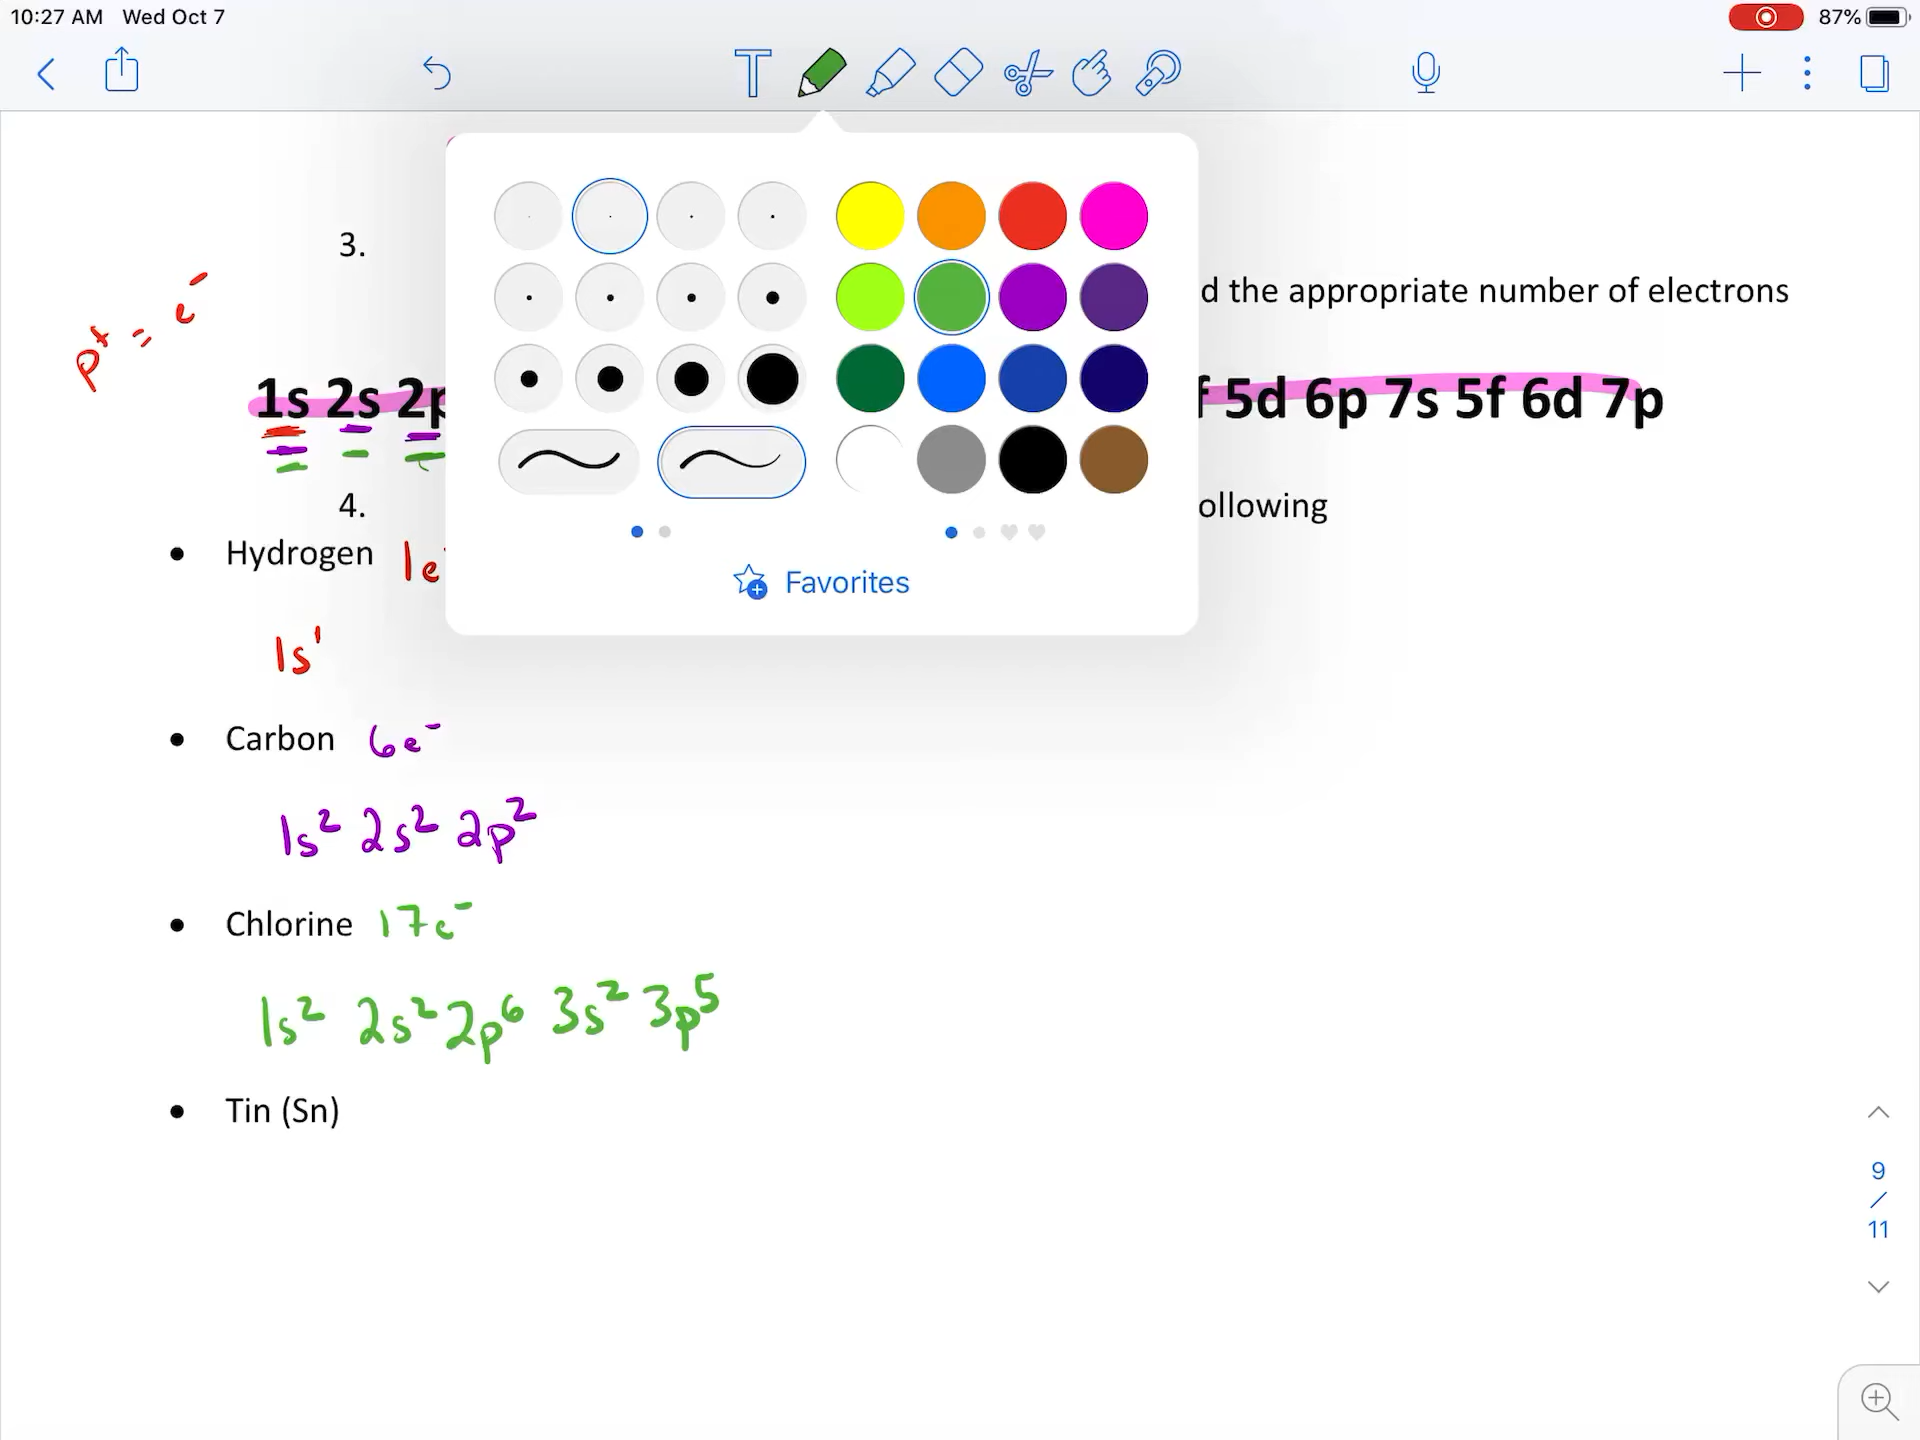 10:27 AM Wed Oct 7 87%
T
3.
d the appropriate number of electrons
p⁺ = e⁻
1s 2s 2p 5d 6p 7s 5f 6d 7p
4. ollowing
Hydrogen 1e
1s¹
Favorites
Carbon 6e⁻
1s² 2s² 2p²
Chlorine 17e⁻
1s² 2s² 2p⁶ 3s² 3p⁵
Tin (Sn)
9
/
11